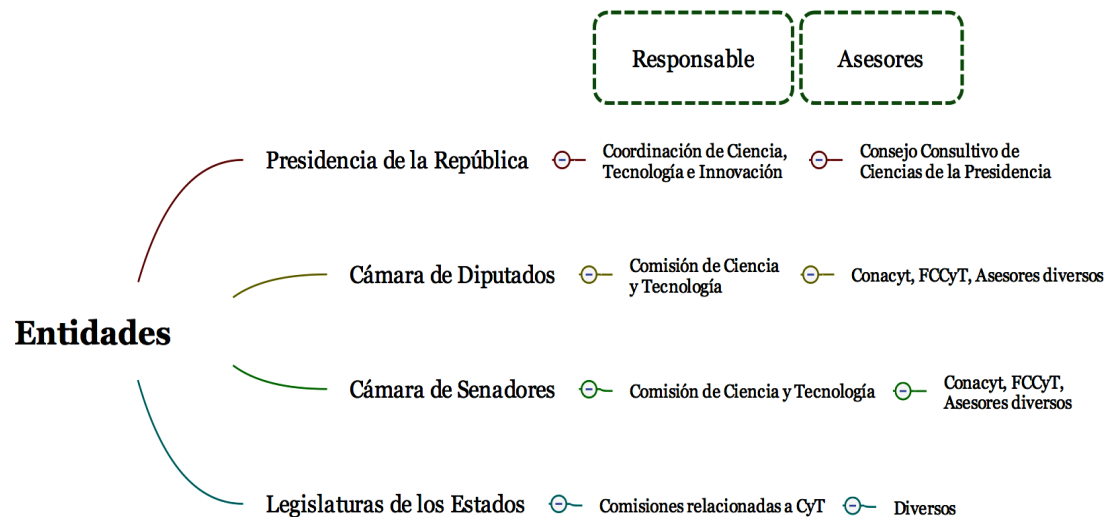 Responsable
Asesores
Presidencia de la República
Coordinación de Ciencia,
Tecnología e Innovación
Consejo Consultivo de
Ciencias de la Presidencia
Cámara de Diputados
Comisión de Ciencia
y Tecnología
Conacyt, FCCyT, Asesores diversos
Entidades
Cámara de Senadores
Comisión de Ciencia y Tecnología
Conacyt, FCCyT,
Asesores diversos
Legislaturas de los Estados
Comisiones relacionadas a CyT
Diversos